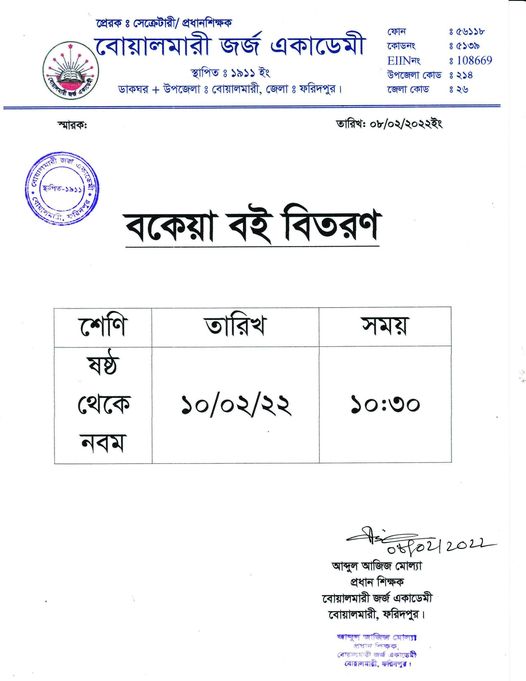 প্রেরক : সেক্রেটারী/ প্রধানশিক্ষক
বোয়ালমারী জর্জ একাডেমী
স্থাপিত : ১৯১১ ইং
ডাকঘর + উপজেলা : বোয়ালমারী, জেলা : ফরিদপুর।
ফোন : ৫৬১১৮
কোডনং : ৫১৩৯
EIINনং : 108669
উপজেলা কোড : ২১৪
জেলা কোড : ২৬
স্মারক:
তারিখ: ০৮/০২/২০২২ইং
বোয়ালমারী জর্জ একাডেমী
স্থাপিত-১৯১১
বোয়ালমারী, ফরিদপুর
বকেয়া বই বিতরণ
শেণি তারিখ সময়
ষষ্ঠ
থেকে ১০/০২/২২ ১০:৩০
নবম
০৮/02/2022
আব্দুল আজিজ মোল্যা
প্রধান শিক্ষক
বোয়ালমারী জর্জ একাডেমী
বোয়ালমারী, ফরিদপুর।
আব্দুল আজিজ মোল্যা
প্রধান শিক্ষক
বোয়ালমারী জর্জ একাডেমী
বোয়ালমারী, ফরিদপুর।